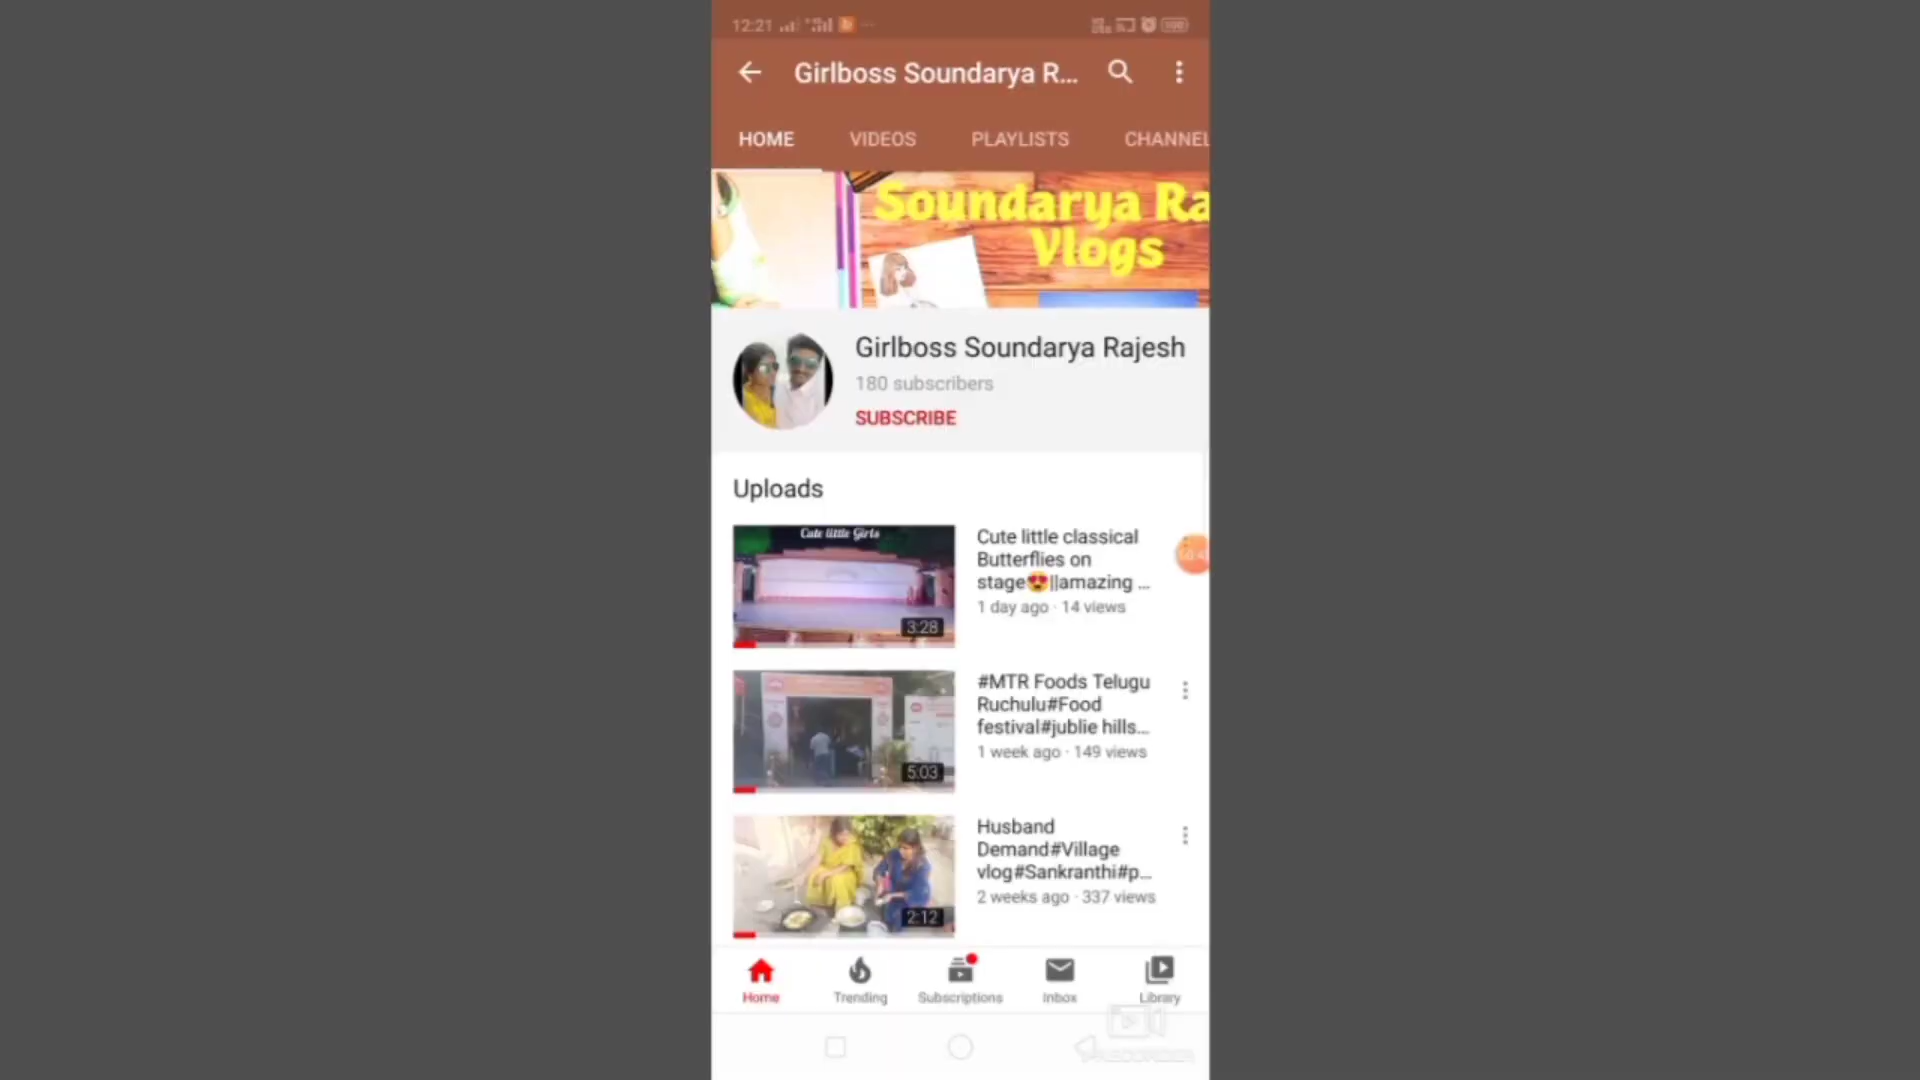 12:21
Girlboss Soundarya R...
HOME VIDEOS PLAYLISTS CHANNEL
Soundarya Ra
Vlogs
Girlboss Soundarya Rajesh
180 subscribers
SUBSCRIBE
Uploads
Cute little Girls
3:28
Cute little classical
Butterflies on
stage😍||amazing ...
1 day ago · 14 views
5:03
#MTR Foods Telugu
Ruchulu#Food
festival#jublie hills...
1 week ago · 149 views
2:12
Husband
Demand#Village
vlog#Sankranthi#p...
2 weeks ago · 337 views
Home Trending Subscriptions Inbox Library